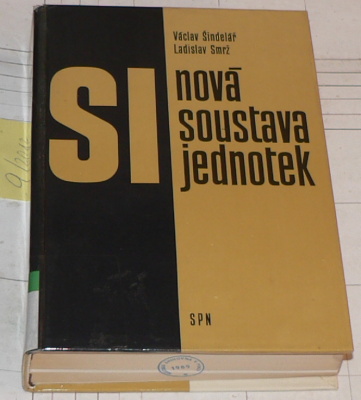 Václav Šindelář
Ladislav Smrž
SI
nová
soustava
jednotek
SPN